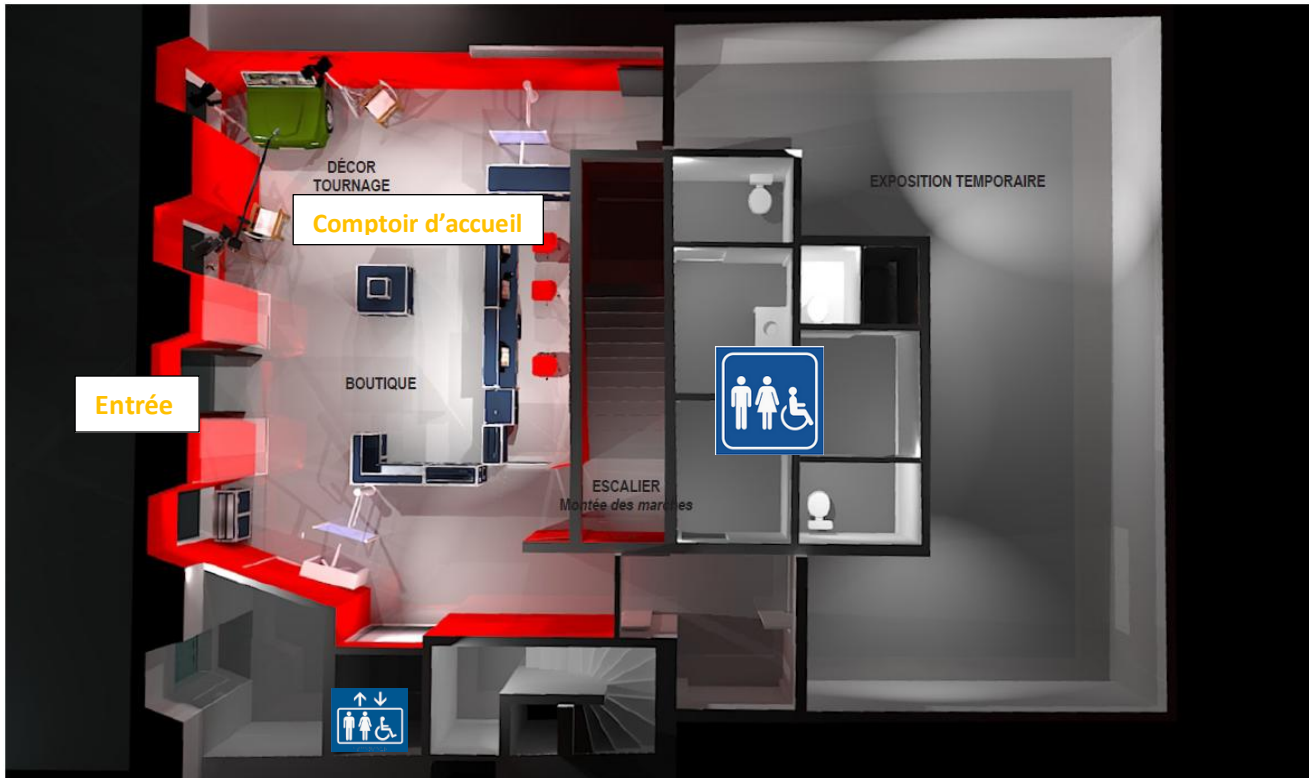 DÉCOR
TOURNAGE
EXPOSITION TEMPORAIRE
Comptoir d'accueil
BOUTIQUE
Entrée
ESCALIER
Montée des marches